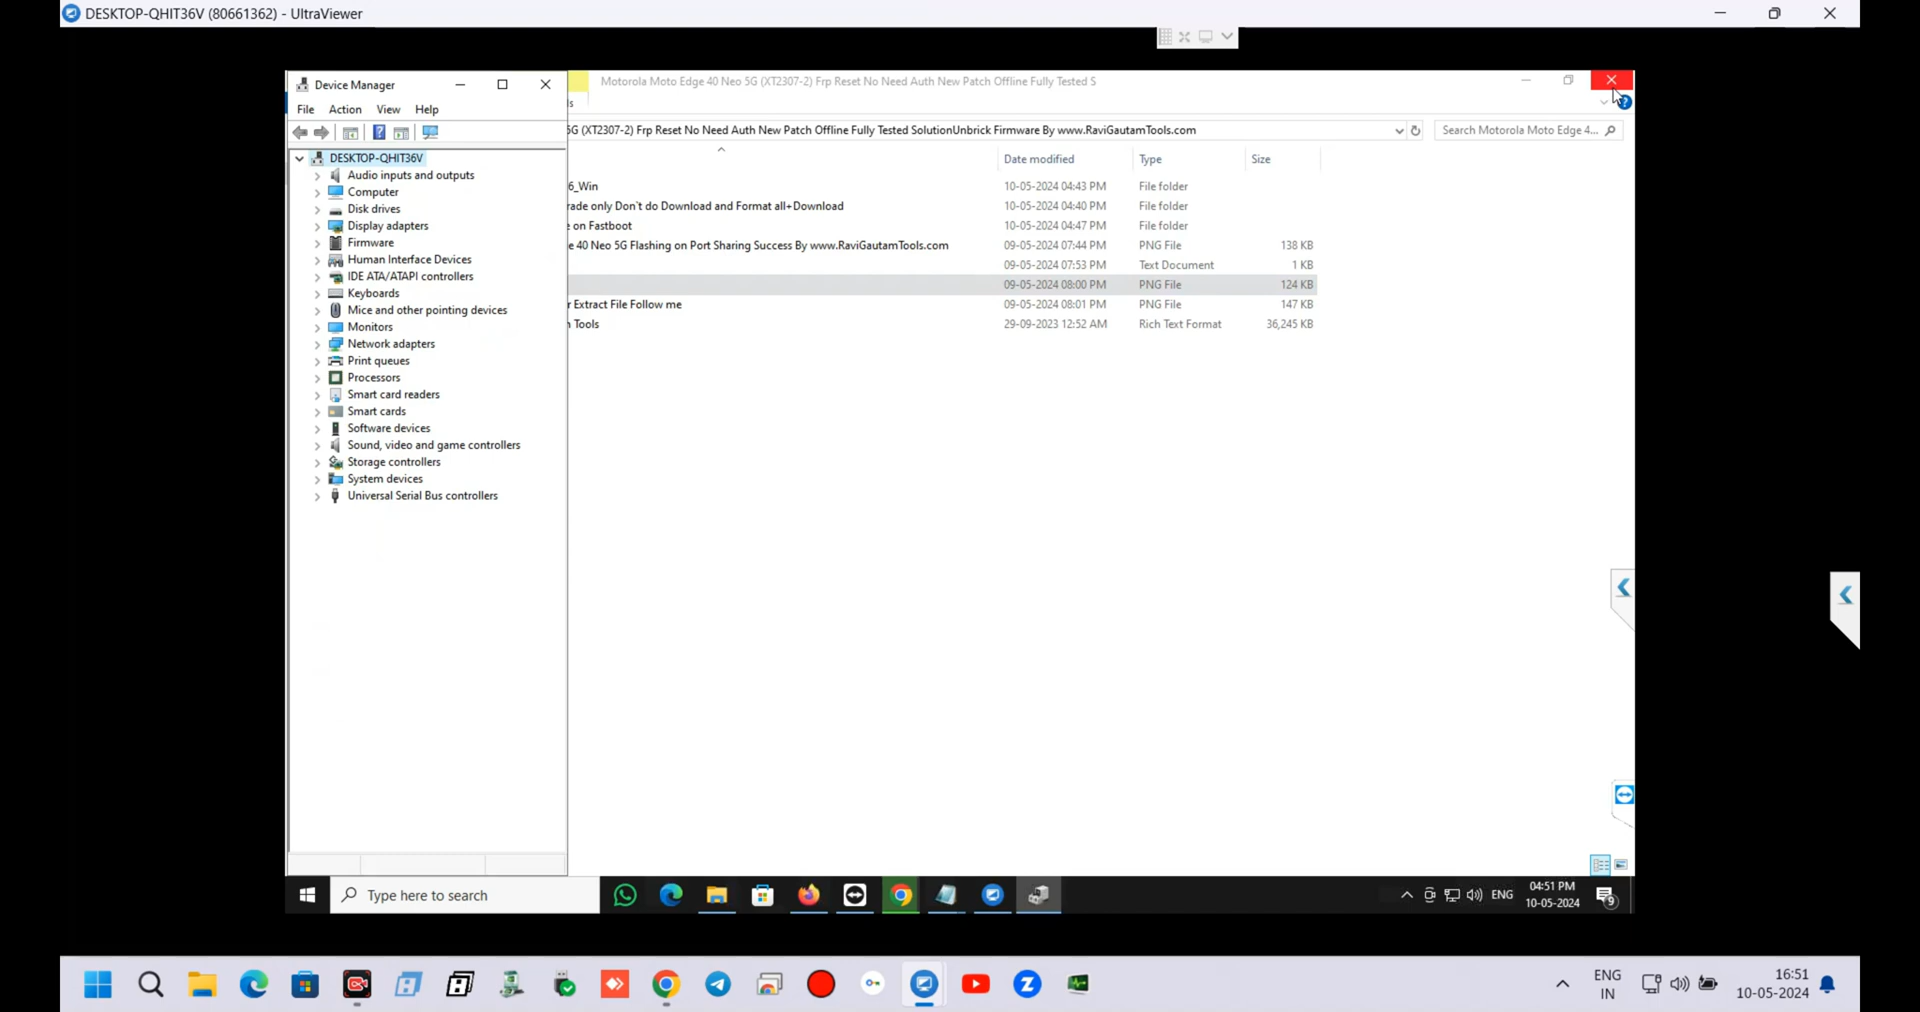 DESKTOP-QHIT36V (80661362) - UltraViewer
Device Manager
Motorola Moto Edge 40 Neo 5G (XT2307-2) Frp Reset No Need Auth New Patch Offline Fully Tested S
File Action View Help
ls
5G (XT2307-2) Frp Reset No Need Auth New Patch Offline Fully Tested SolutionUnbrick Firmware By www.RaviGautamTools.com
Search Motorola Moto Edge 4...
Date modified Type Size
DESKTOP-QHIT36V
Audio inputs and outputs
Computer
Disk drives
Display adapters
Firmware
Human Interface Devices
IDE ATA/ATAPI controllers
Keyboards
Mice and other pointing devices
Monitors
Network adapters
Print queues
Processors
Smart card readers
Smart cards
Software devices
Sound, video and game controllers
Storage controllers
System devices
Universal Serial Bus controllers
6_Win 10-05-2024 04:43 PM File folder
rade only Don't do Download and Format all+Download 10-05-2024 04:40 PM File folder
e on Fastboot 10-05-2024 04:47 PM File folder
e 40 Neo 5G Flashing on Port Sharing Success By www.RaviGautamTools.com 09-05-2024 07:44 PM PNG File 138 KB
09-05-2024 07:53 PM Text Document 1 KB
09-05-2024 08:00 PM PNG File 124 KB
r Extract File Follow me 09-05-2024 08:01 PM PNG File 147 KB
n Tools 29-09-2023 12:52 AM Rich Text Format 36,245 KB
Type here to search
ENG
04:51 PM
10-05-2024
9
ENG
IN
16:51
10-05-2024